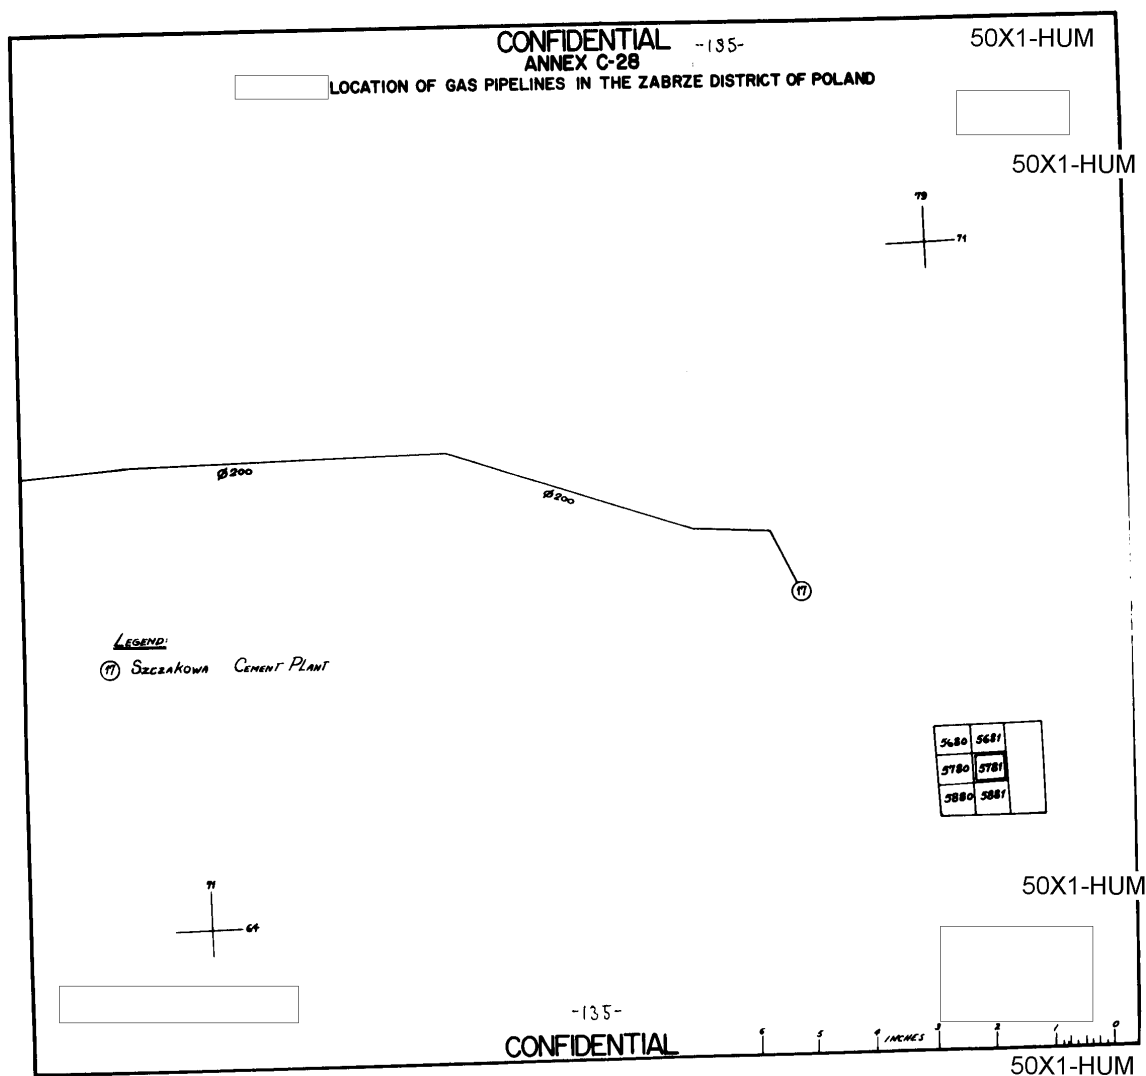 CONFIDENTIAL -135- 50X1-HUM
ANNEX C-28
LOCATION OF GAS PIPELINES IN THE ZABRZE DISTRICT OF POLAND
50X1-HUM
79
71
Ø200
Ø200
17
LEGEND:
17 SZCZAKOWA CEMENT PLANT
5680 5681
5780 5781
5880 5881
50X1-HUM
71
64
-135-
CONFIDENTIAL
6 5 4 INCHES 3 2 1 0
50X1-HUM